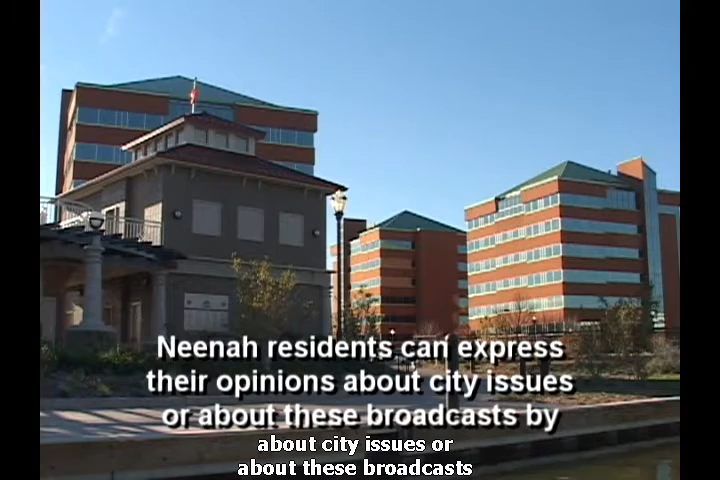 Neenah residents can express
their opinions about city issues
or about these broadcasts by
about city issues or
about these broadcasts